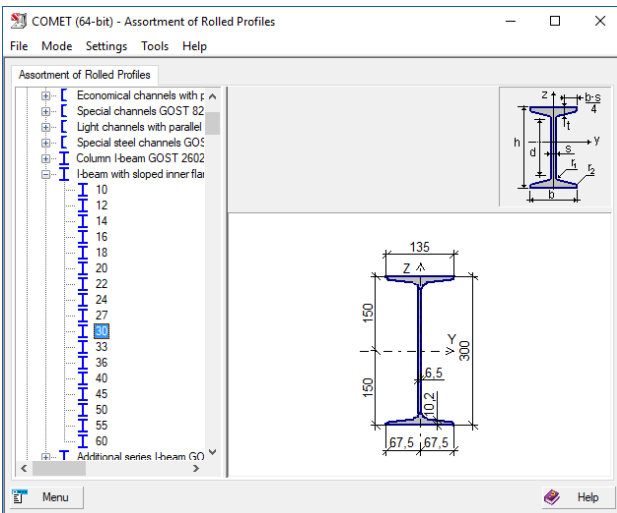 COMET (64-bit) - Assortment of Rolled Profiles
File Mode Settings Tools Help
Assortment of Rolled Profiles
Economical channels with p
Special channels GOST 82
Light channels with parallel
Special steel channels GOS
Column I-beam GOST 2602
I-beam with sloped inner flan
10
12
14
16
18
20
22
24
27
30
33
36
40
45
50
55
60
Additional series I-beam GO
z
b-s
4
t
h
d
s
y
r1
r2
b
135
Z
150
Y
300
6,5
150
10,2
67,5
67,5
Menu
Help